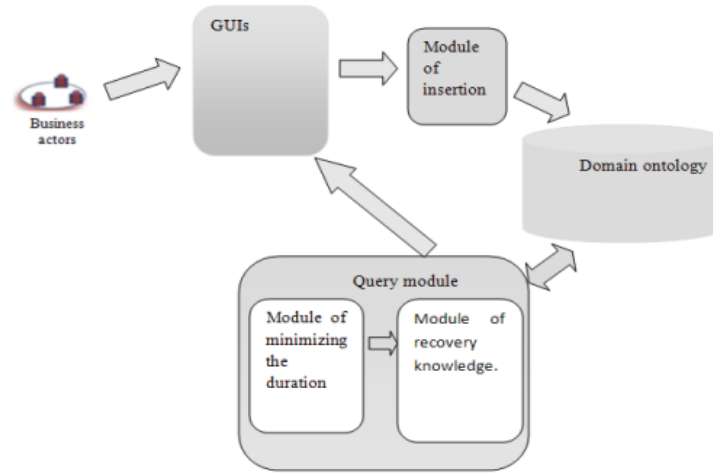 GUIs
Module
of
insertion
Business
actors
Domain ontology
Query module
Module of
minimizing
the
duration
Module of
recovery
knowledge.